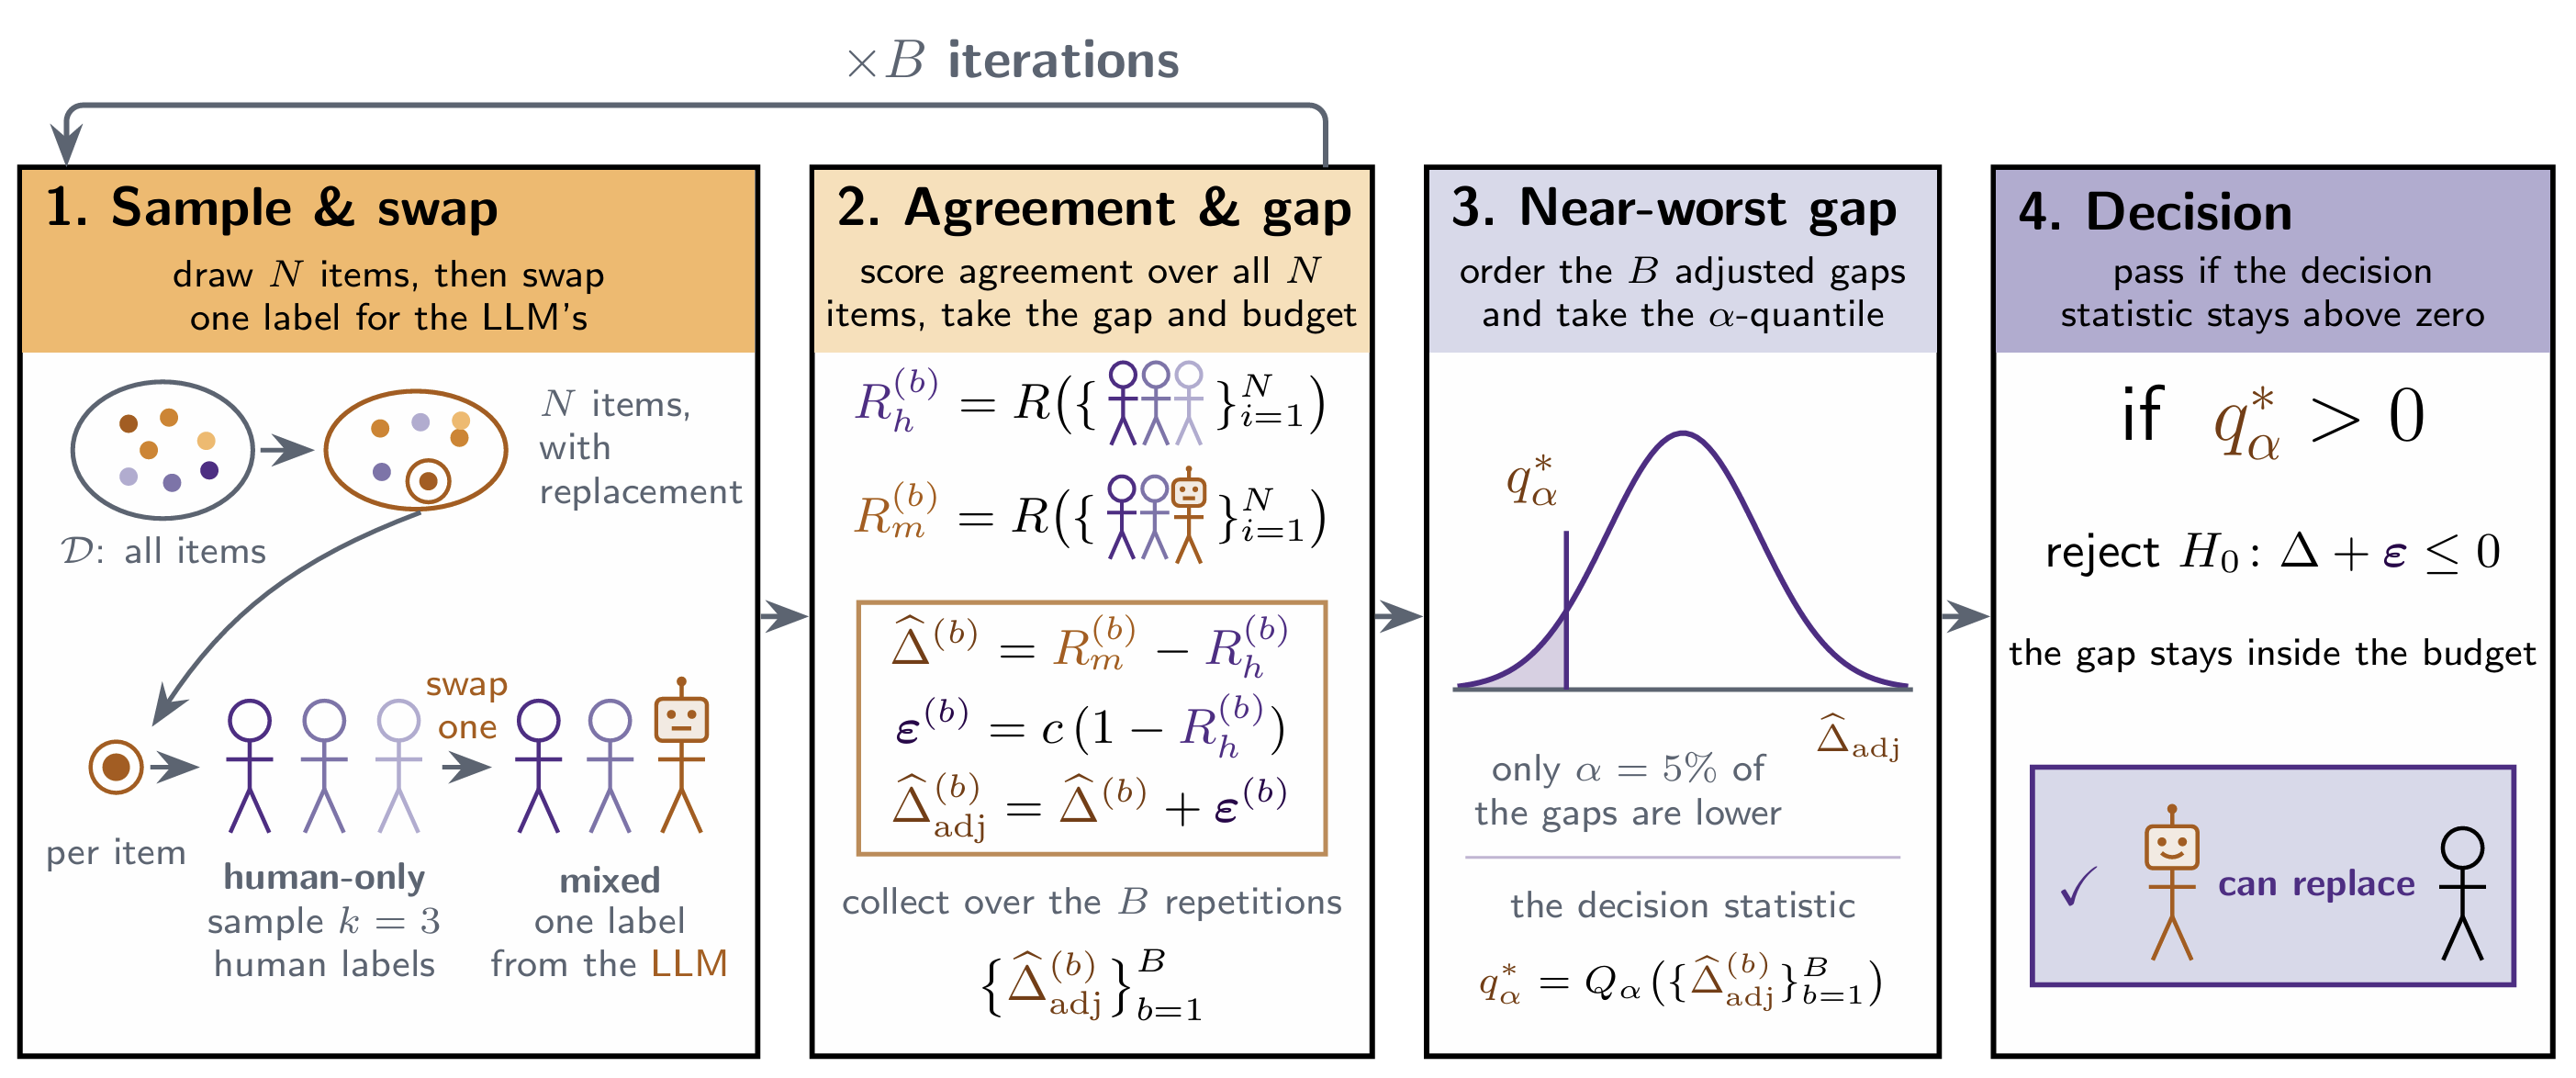 ×B iterations
1. Sample & swap
draw N items, then swap
one label for the LLM's
N items,
with
replacement
𝒟: all items
swap
one
per item
human-only
sample k = 3
human labels
mixed
one label
from the LLM
2. Agreement & gap
score agreement over all N
items, take the gap and budget
R_h^{(b)} = R({ }_{i=1}^N)
R_m^{(b)} = R({ }_{i=1}^N)
Δ̂^{(b)} = R_m^{(b)} − R_h^{(b)}
ε^{(b)} = c (1 − R_h^{(b)})
Δ̂_{adj}^{(b)} = Δ̂^{(b)} + ε^{(b)}
collect over the B repetitions
{Δ̂_{adj}^{(b)}}_{b=1}^B
3. Near-worst gap
order the B adjusted gaps
and take the α-quantile
q_α^*
Δ̂_{adj}
only α = 5% of
the gaps are lower
the decision statistic
q_α^* = Q_α({Δ̂_{adj}^{(b)}}_{b=1}^B)
4. Decision
pass if the decision
statistic stays above zero
if q_α^* > 0
reject H_0 : Δ + ε ≤ 0
the gap stays inside the budget
✓ can replace